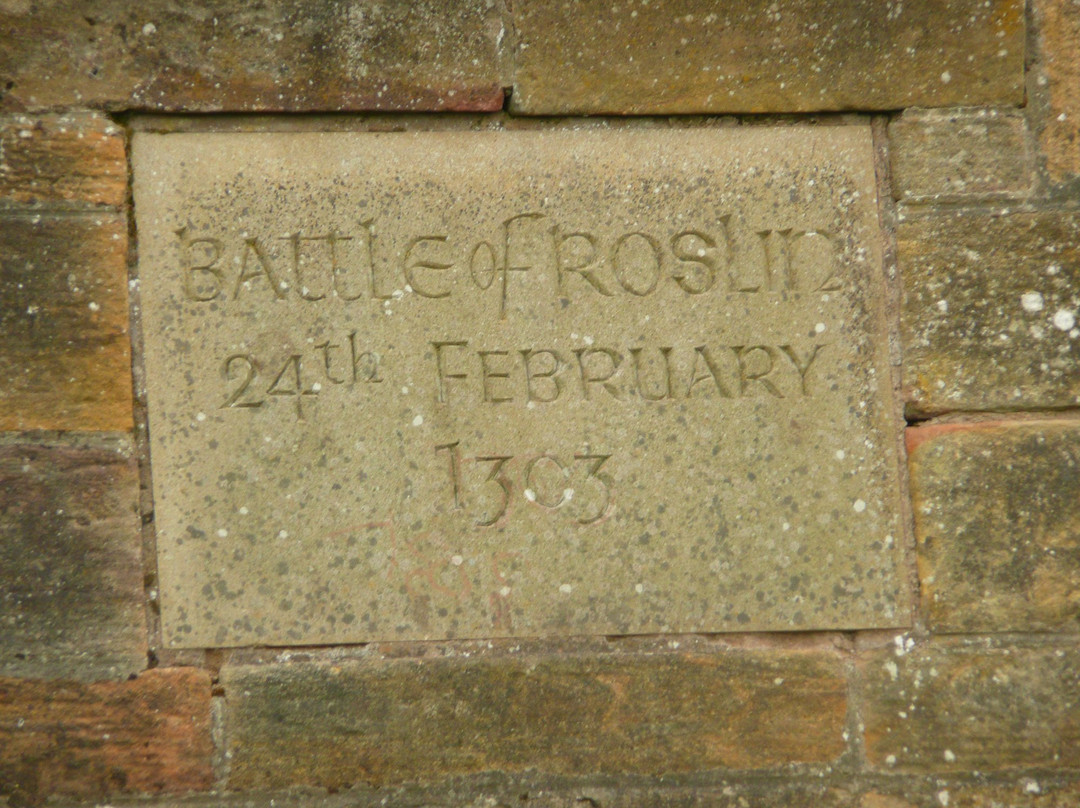 BATTLE of ROSLIN
24th FEBRUARY
1303